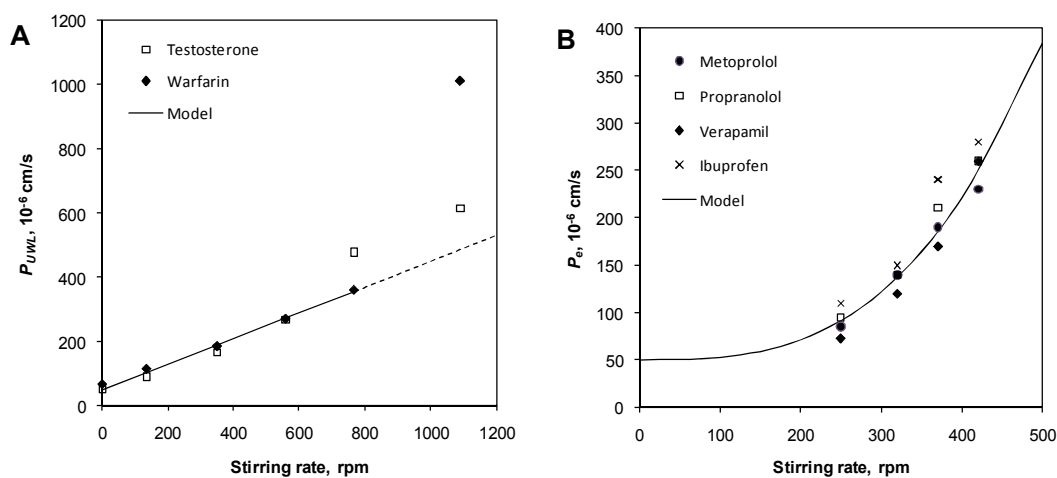 A
Testosterone
Warfarin
Model
P_UWL, 10⁻⁶ cm/s
1200
1000
800
600
400
200
0
0 200 400 600 800 1000 1200
Stirring rate, rpm
B
Metoprolol
Propranolol
Verapamil
Ibuprofen
Model
P_e, 10⁻⁶ cm/s
400
350
300
250
200
150
100
50
0
0 100 200 300 400 500
Stirring rate, rpm